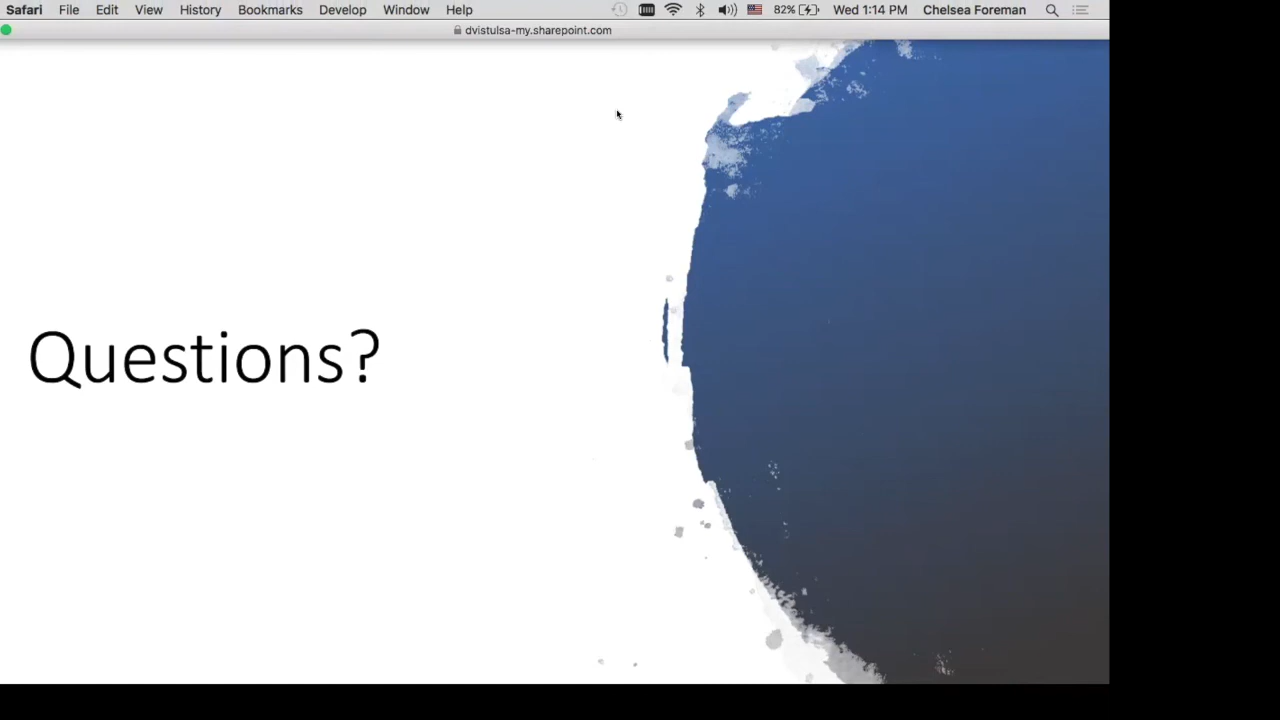 Safari File Edit View History Bookmarks Develop Window Help 82% Wed 1:14 PM Chelsea Foreman
dvistulsa-my.sharepoint.com
Questions?